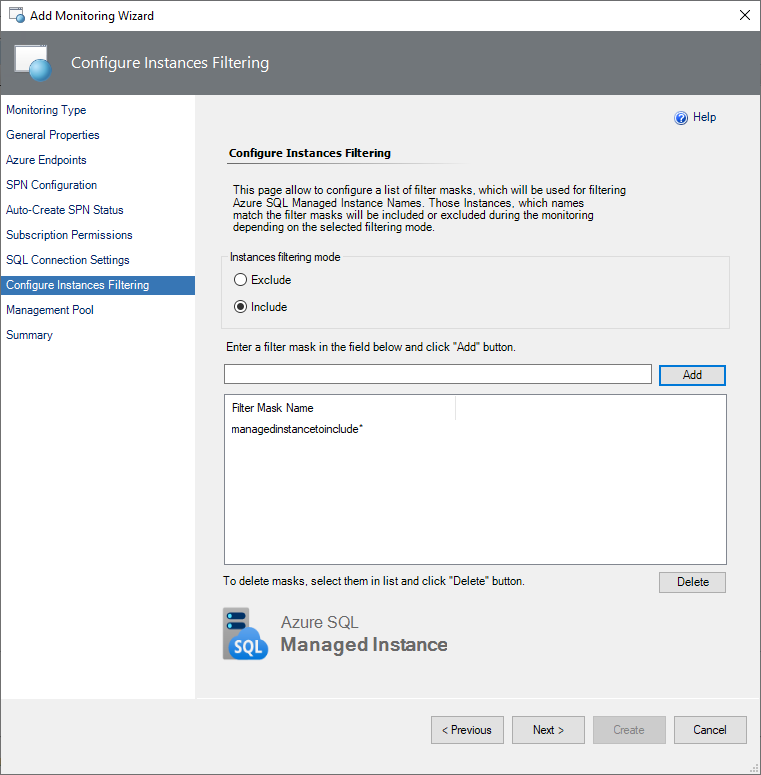 Add Monitoring Wizard
Configure Instances Filtering
Monitoring Type
General Properties
Azure Endpoints
SPN Configuration
Auto-Create SPN Status
Subscription Permissions
SQL Connection Settings
Configure Instances Filtering
Management Pool
Summary
Help
Configure Instances Filtering
This page allow to configure a list of filter masks, which will be used for filtering
Azure SQL Managed Instance Names. Those Instances, which names
match the filter masks will be included or excluded during the monitoring
depending on the selected filtering mode.
Instances filtering mode
Exclude
Include
Enter a filter mask in the field below and click "Add" button.
Add
Filter Mask Name
managedinstancetoinclude*
To delete masks, select them in list and click "Delete" button.
Delete
SQL
Azure SQL
Managed Instance
< Previous
Next >
Create
Cancel